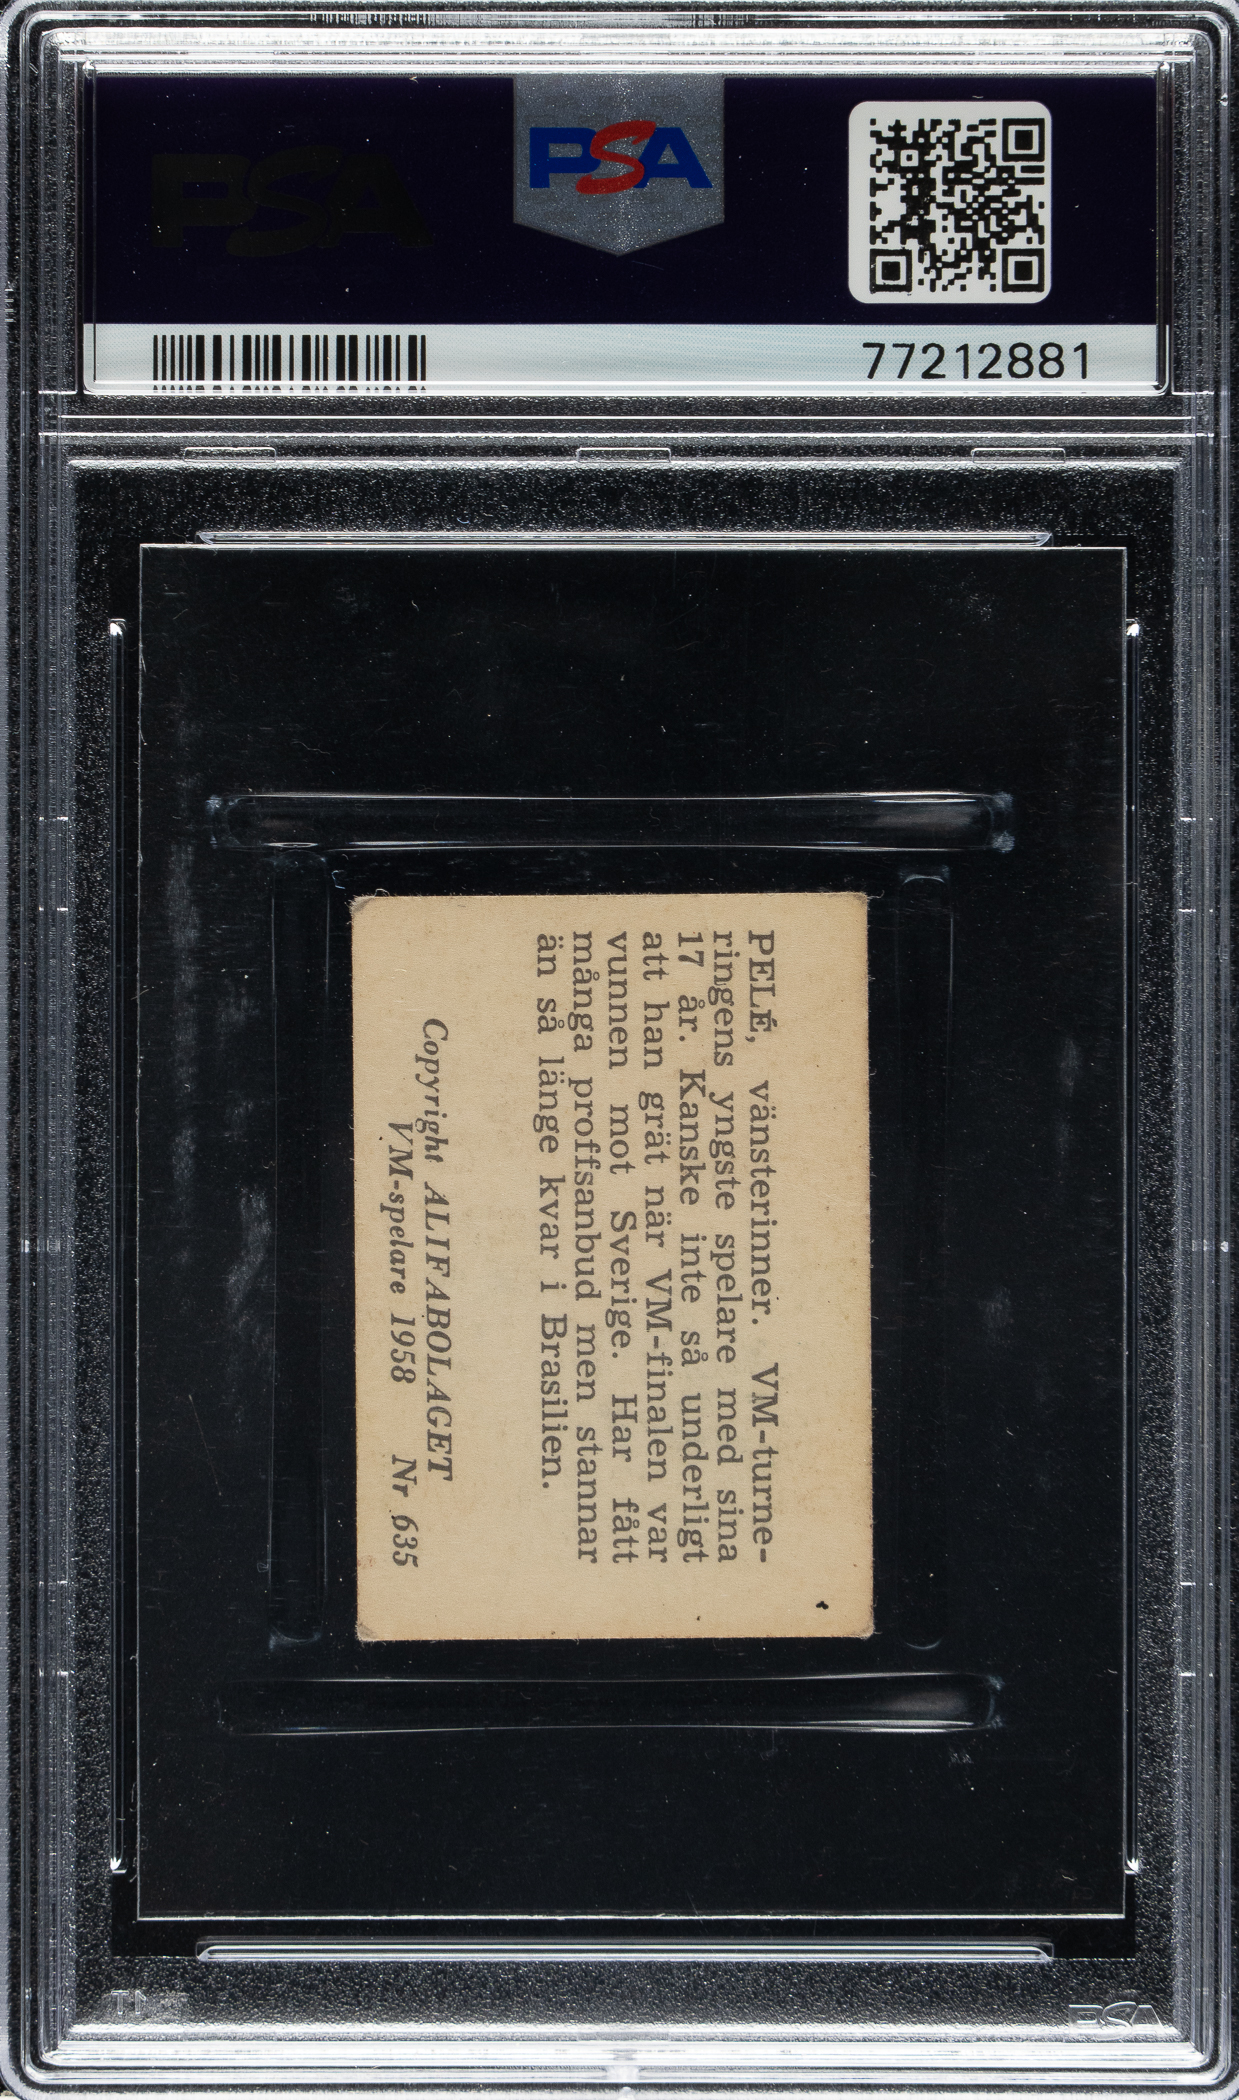 PSA
PSA
77212881
PELÉ, vänsterinner. VM-turne-
ringens yngste spelare med sina
17 år. Kanske inte så underligt
att han grät när VM-finalen var
vunnen mot Sverige. Har fått
många proffsanbud men stannar
än så länge kvar i Brasilien.
Copyright ALIFABOLAGET
VM-spelare 1958 Nr 635
PSA